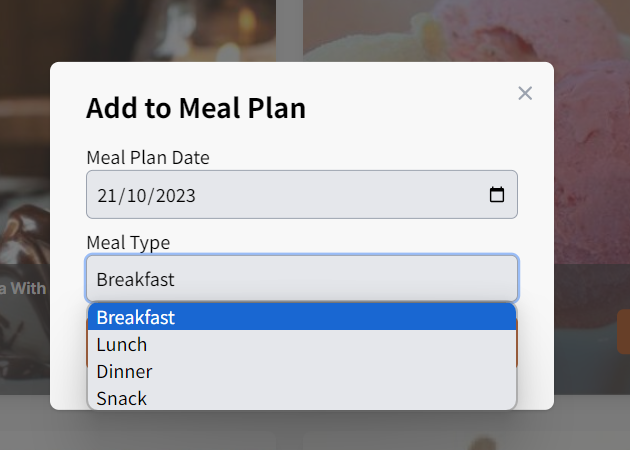 Add to Meal Plan
Meal Plan Date
21/10/2023
Meal Type
Breakfast
a With
Breakfast
Lunch
Dinner
Snack